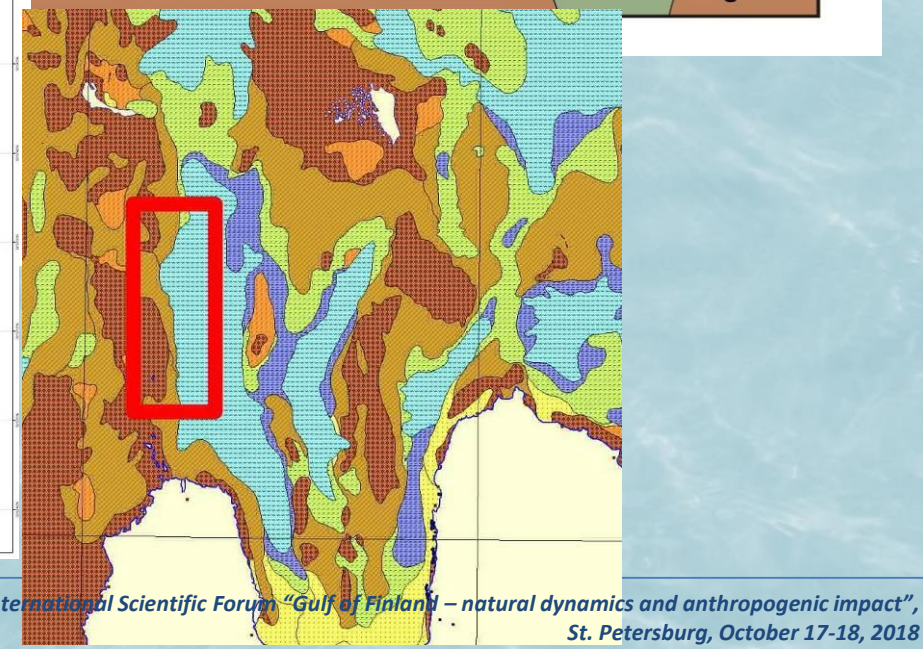 International Scientific Forum “Gulf of Finland – natural dynamics and anthropogenic impact”,
St. Petersburg, October 17-18, 2018